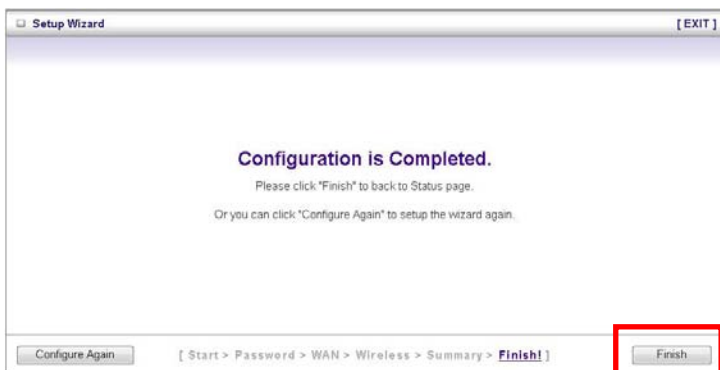 Setup Wizard [ EXIT ]
Configuration is Completed.
Please click "Finish" to back to Status page.
Or you can click "Configure Again" to setup the wizard again.
Configure Again [ Start > Password > WAN > Wireless > Summary > Finish! ] Finish